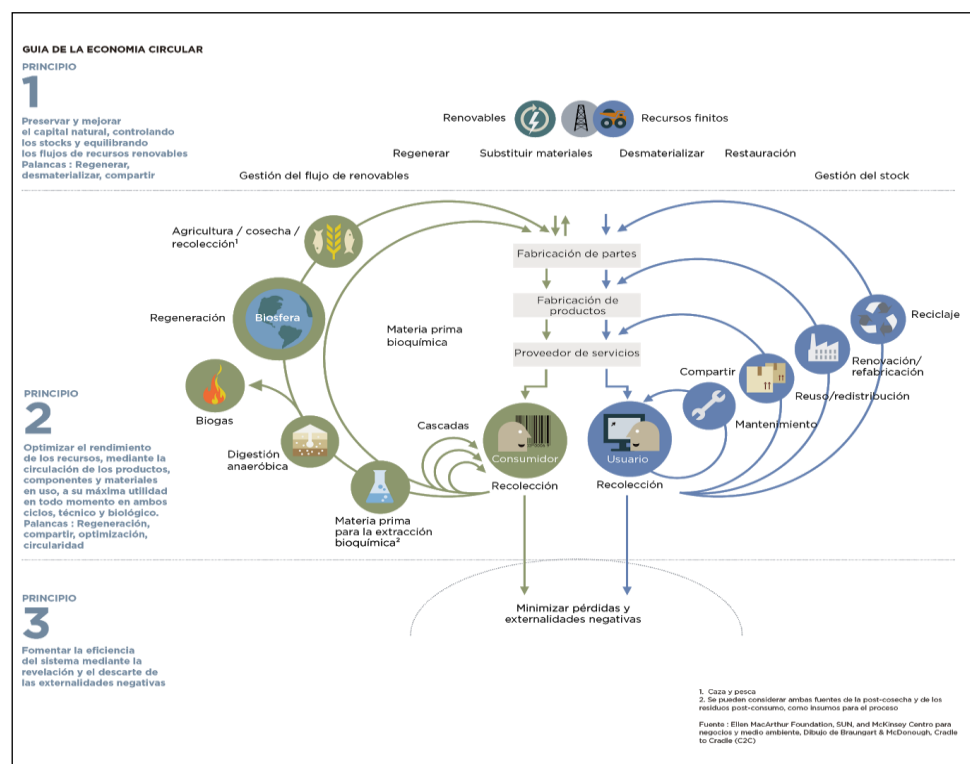 GUIA DE LA ECONOMIA CIRCULAR
PRINCIPIO
1
Preservar y mejorar
el capital natural, controlando
los stocks y equilibrando
los flujos de recursos renovables
Palancas : Regenerar,
desmaterializar, compartir
Renovables
Recursos finitos
Regenerar
Substituir materiales
Desmaterializar
Restauración
Gestión del flujo de renovables
Gestión del stock
PRINCIPIO
2
Optimizar el rendimiento
de los recursos, mediante la
circulación de los productos,
componentes y materiales
en uso, a su máxima utilidad
en todo momento en ambos
ciclos, técnico y biológico.
Palancas : Regeneración,
compartir, optimización,
circularidad
Agricultura / cosecha /
recolección¹
Regeneración
Biosfera
Biogas
Digestión
anaeróbica
Materia prima
para la extracción
bioquímica²
Materia prima
bioquímica
Cascadas
Fabricación de partes
Fabricación de
productos
Proveedor de servicios
Consumidor
Recolección
Usuario
Recolección
Compartir
Mantenimiento
Reuso/redistribución
Renovación/
refabricación
Reciclaje
PRINCIPIO
3
Fomentar la eficiencia
del sistema mediante la
revelación y el descarte de
las externalidades negativas
Minimizar pérdidas y
externalidades negativas
1. Caza y pesca
2. Se pueden considerar ambas fuentes de la post-cosecha y de los
residuos post-consumo, como insumos para el proceso
Fuente : Ellen MacArthur Foundation, SUN, and McKinsey Centro para
negocios y medio ambiente, Dibujo de Braungart & McDonough, Cradle
to Cradle (C2C)